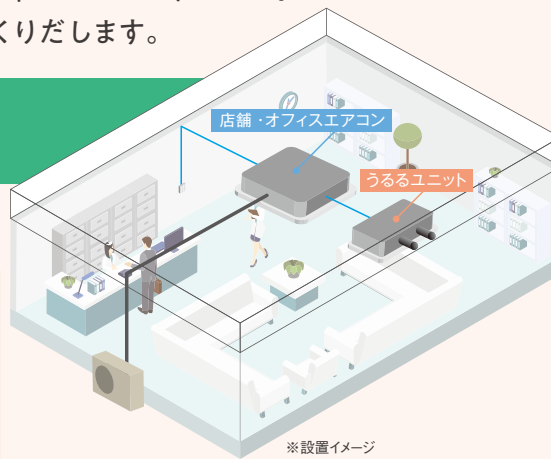 くりだします。
店舗・オフィスエアコン
うるるユニット
※設置イメージ